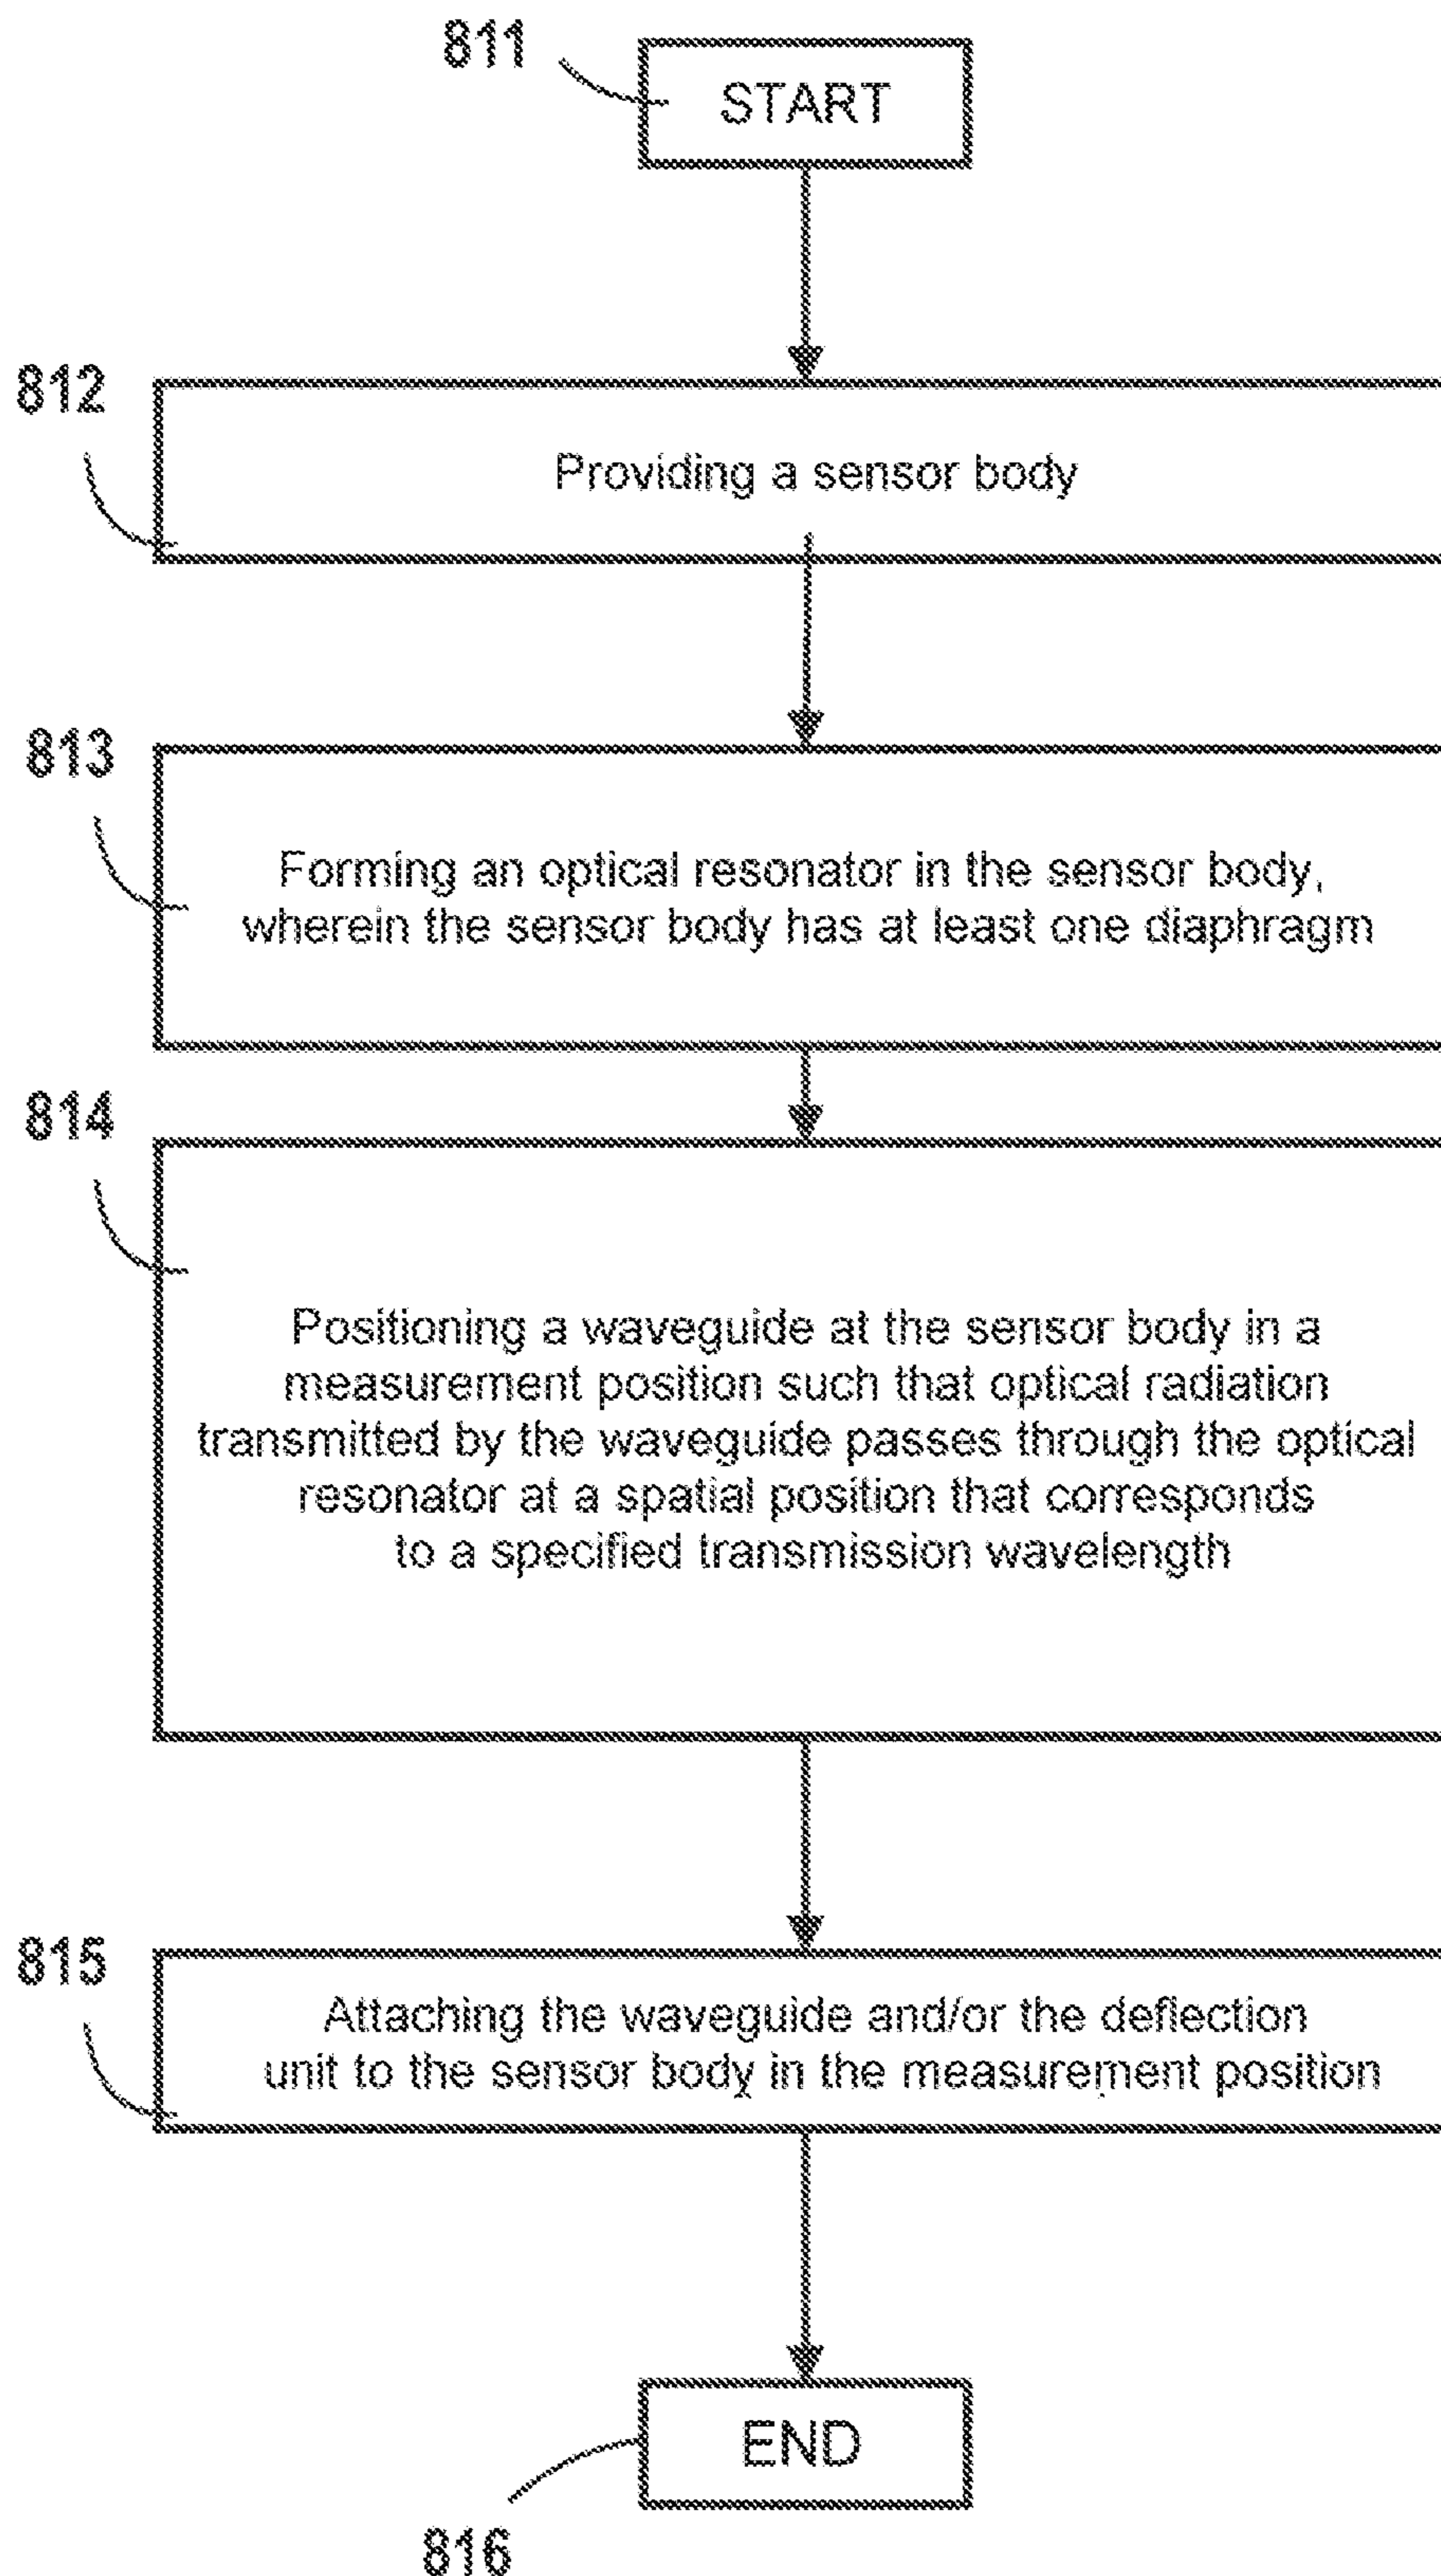 811
START
812
Providing a sensor body
813
Forming an optical resonator in the sensor body,
wherein the sensor body has at least one diaphragm
814
Positioning a waveguide at the sensor body in a
measurement position such that optical radiation
transmitted by the waveguide passes through the optical
resonator at a spatial position that corresponds
to a specified transmission wavelength
815
Attaching the waveguide and/or the deflection
unit to the sensor body in the measurement position
END
816